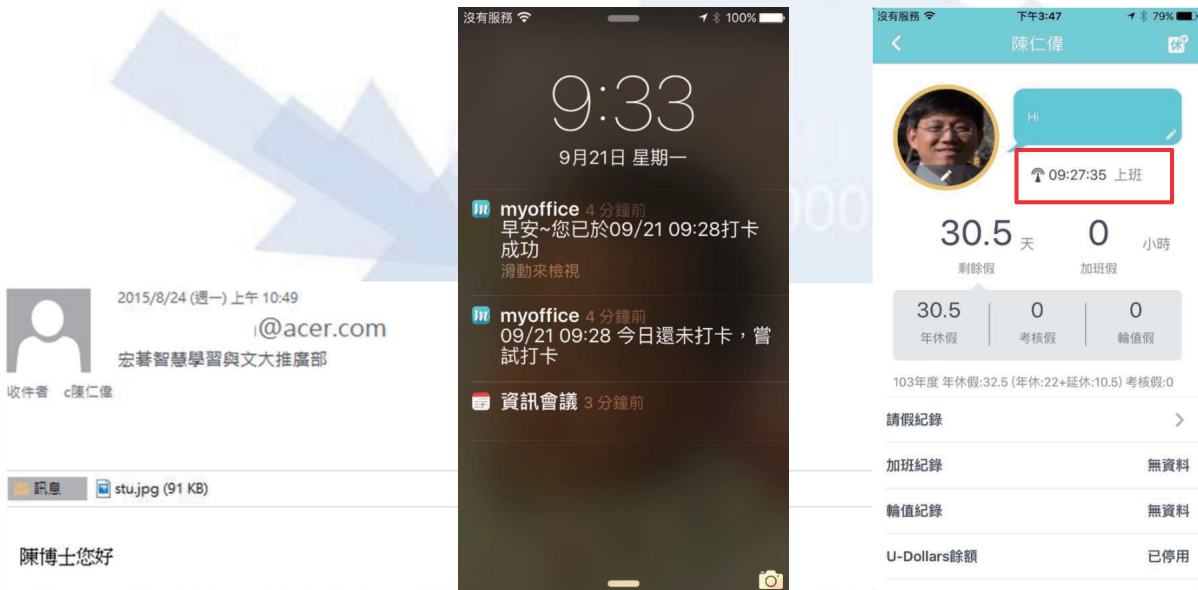 2015/8/24 (週一) 上午 10:49
@acer.com
宏碁智慧學習與文大推廣部
收件者 c陳仁偉
訊息 stu.jpg (91 KB)
陳博士您好
沒有服務 100%
9:33
9月21日 星期一
myoffice 4 分鐘前
早安~您已於09/21 09:28打卡
成功
滑動來檢視
myoffice 4 分鐘前
09/21 09:28 今日還未打卡，嘗
試打卡
資訊會議 3 分鐘前
沒有服務 下午3:47 79%
陳仁偉 休
Hi
09:27:35 上班
30.5 天 0 小時
剩餘假 加班假
30.5 0 0
年休假 考核假 輪值假
103年度 年休假:32.5 (年休:22+延休:10.5) 考核假:0
請假紀錄
加班紀錄 無資料
輪值紀錄 無資料
U-Dollars餘額 已停用